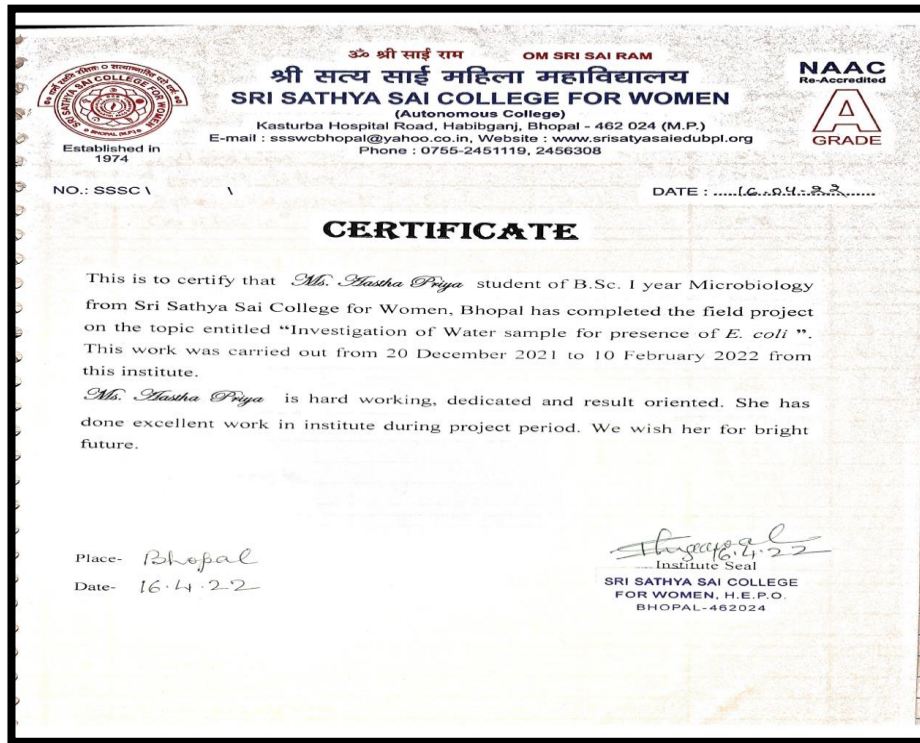 ॐ श्री साई राम OM SRI SAI RAM
श्री सत्य साई महिला महाविद्यालय
SRI SATHYA SAI COLLEGE FOR WOMEN
(Autonomous College)
Kasturba Hospital Road, Habibganj, Bhopal - 462 024 (M.P.)
E-mail : ssswcbhopal@yahoo.co.in, Website : www.srisatyasaiedubpl.org
Phone : 0755-2451119, 2456308
SRI SATHYA SAI COLLEGE FOR WOMEN
BHOPAL (M.P.)
Established in
1974
NAAC
Re-Accredited
A
GRADE
NO.: SSSC \ \
DATE : ......16.04.22.......
CERTIFICATE
This is to certify that Ms. Aastha Priya student of B.Sc. I year Microbiology
from Sri Sathya Sai College for Women, Bhopal has completed the field project
on the topic entitled “Investigation of Water sample for presence of E. coli ”.
This work was carried out from 20 December 2021 to 10 February 2022 from
this institute.
Ms. Aastha Priya is hard working, dedicated and result oriented. She has
done excellent work in institute during project period. We wish her for bright
future.
Place- Bhopal
Date- 16.4.22
16.4.22
Institute Seal
SRI SATHYA SAI COLLEGE
FOR WOMEN, H.E.P.O.
BHOPAL-462024